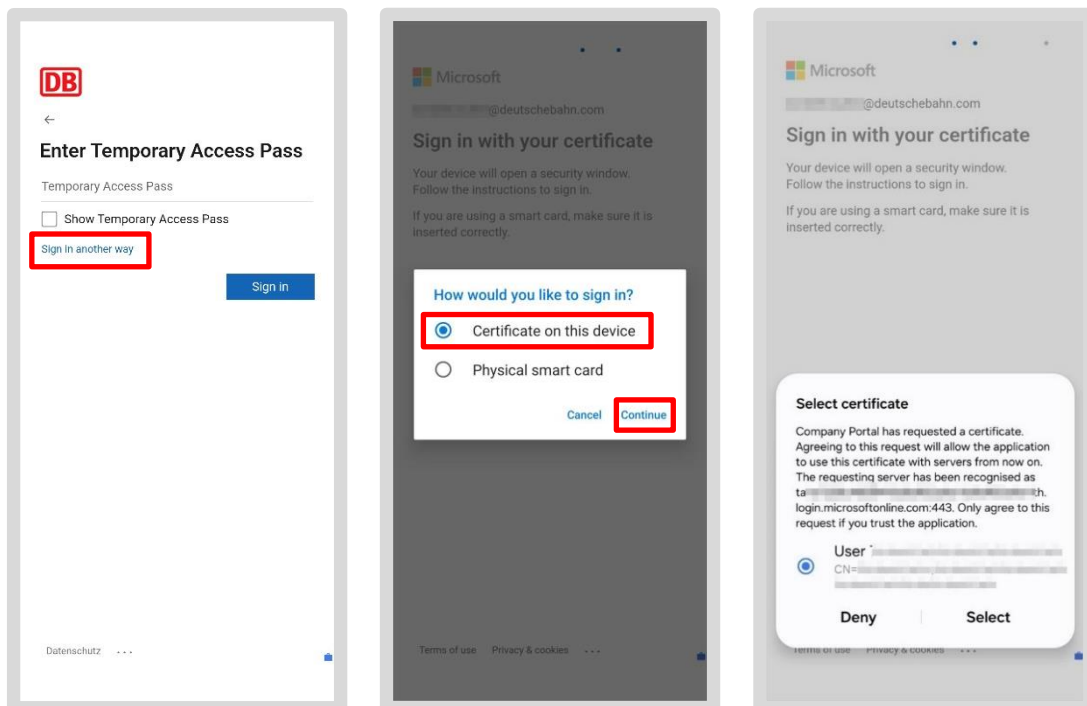 DB
Enter Temporary Access Pass
Temporary Access Pass
Show Temporary Access Pass
Sign in another way
Sign in
Datenschutz ...
Microsoft
@deutschebahn.com
Sign in with your certificate
Your device will open a security window.
Follow the instructions to sign in.
If you are using a smart card, make sure it is
inserted correctly.
How would you like to sign in?
Certificate on this device
Physical smart card
Cancel Continue
Terms of use Privacy & cookies ...
Microsoft
@deutschebahn.com
Sign in with your certificate
Your device will open a security window.
Follow the instructions to sign in.
If you are using a smart card, make sure it is
inserted correctly.
Select certificate
Company Portal has requested a certificate.
Agreeing to this request will allow the application
to use this certificate with servers from now on.
The requesting server has been recognised as
ta h.
login.microsoftonline.com:443. Only agree to this
request if you trust the application.
User
CN=
Deny Select
Terms of use Privacy & cookies ...